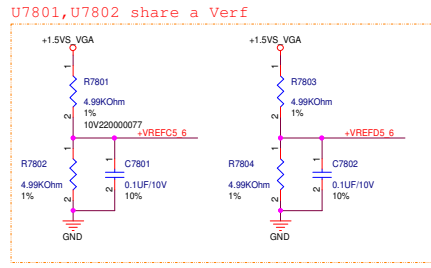 U7801,U7802 share a Verf
+1.5VS_VGA
1
R7801
4.99KOhm
1%
2
10V220000077
+VREFC5_6
R7802
4.99KOhm
1%
1
2
C7801
0.1UF/10V
10%
1
2
GND
+1.5VS_VGA
1
R7803
4.99KOhm
1%
2
+VREFD5_6
R7804
4.99KOhm
1%
1
2
C7802
0.1UF/10V
10%
1
2
GND